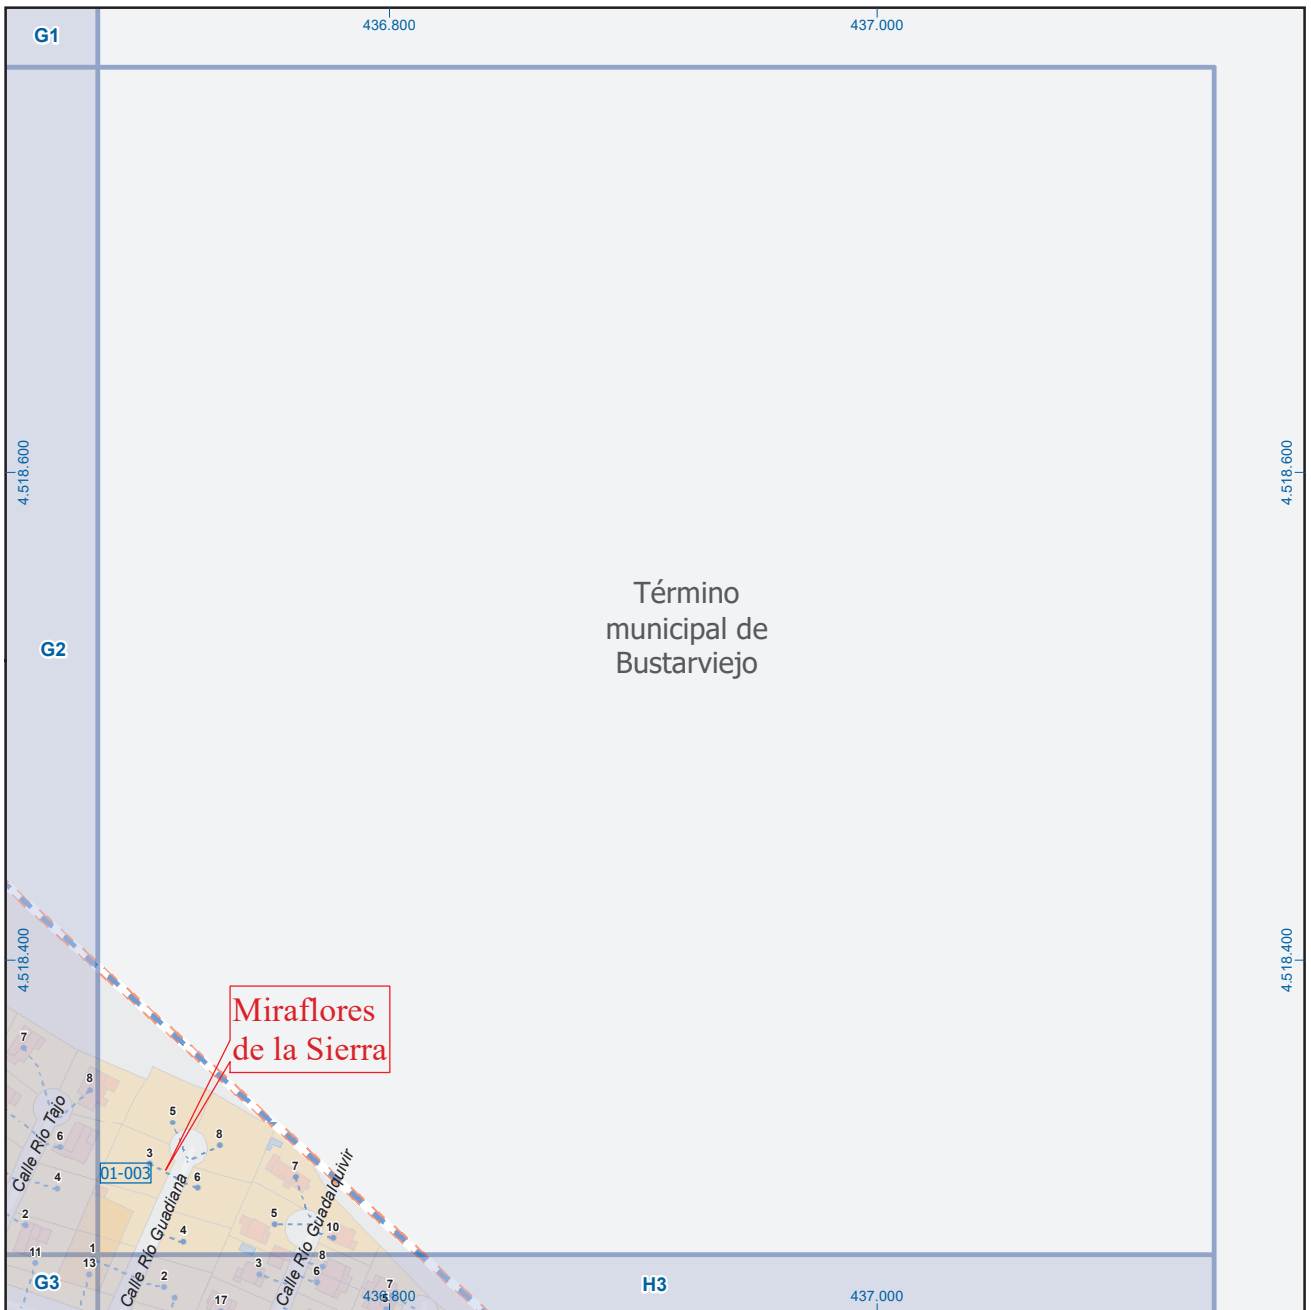 436.800
437.000
G1
4.518.600
4.518.600
Término
municipal de
Bustarviejo
G2
4.518.400
4.518.400
Miraflores
de la Sierra
7
8
5
8
6
3
01-003
7
4
6
Calle Río Tajo
2
5
10
4
Calle Río Guadiana
Calle Río Guadalquivir
11
1
13
8
3
6
2
7
5
17
G3
H3
436.800
437.000